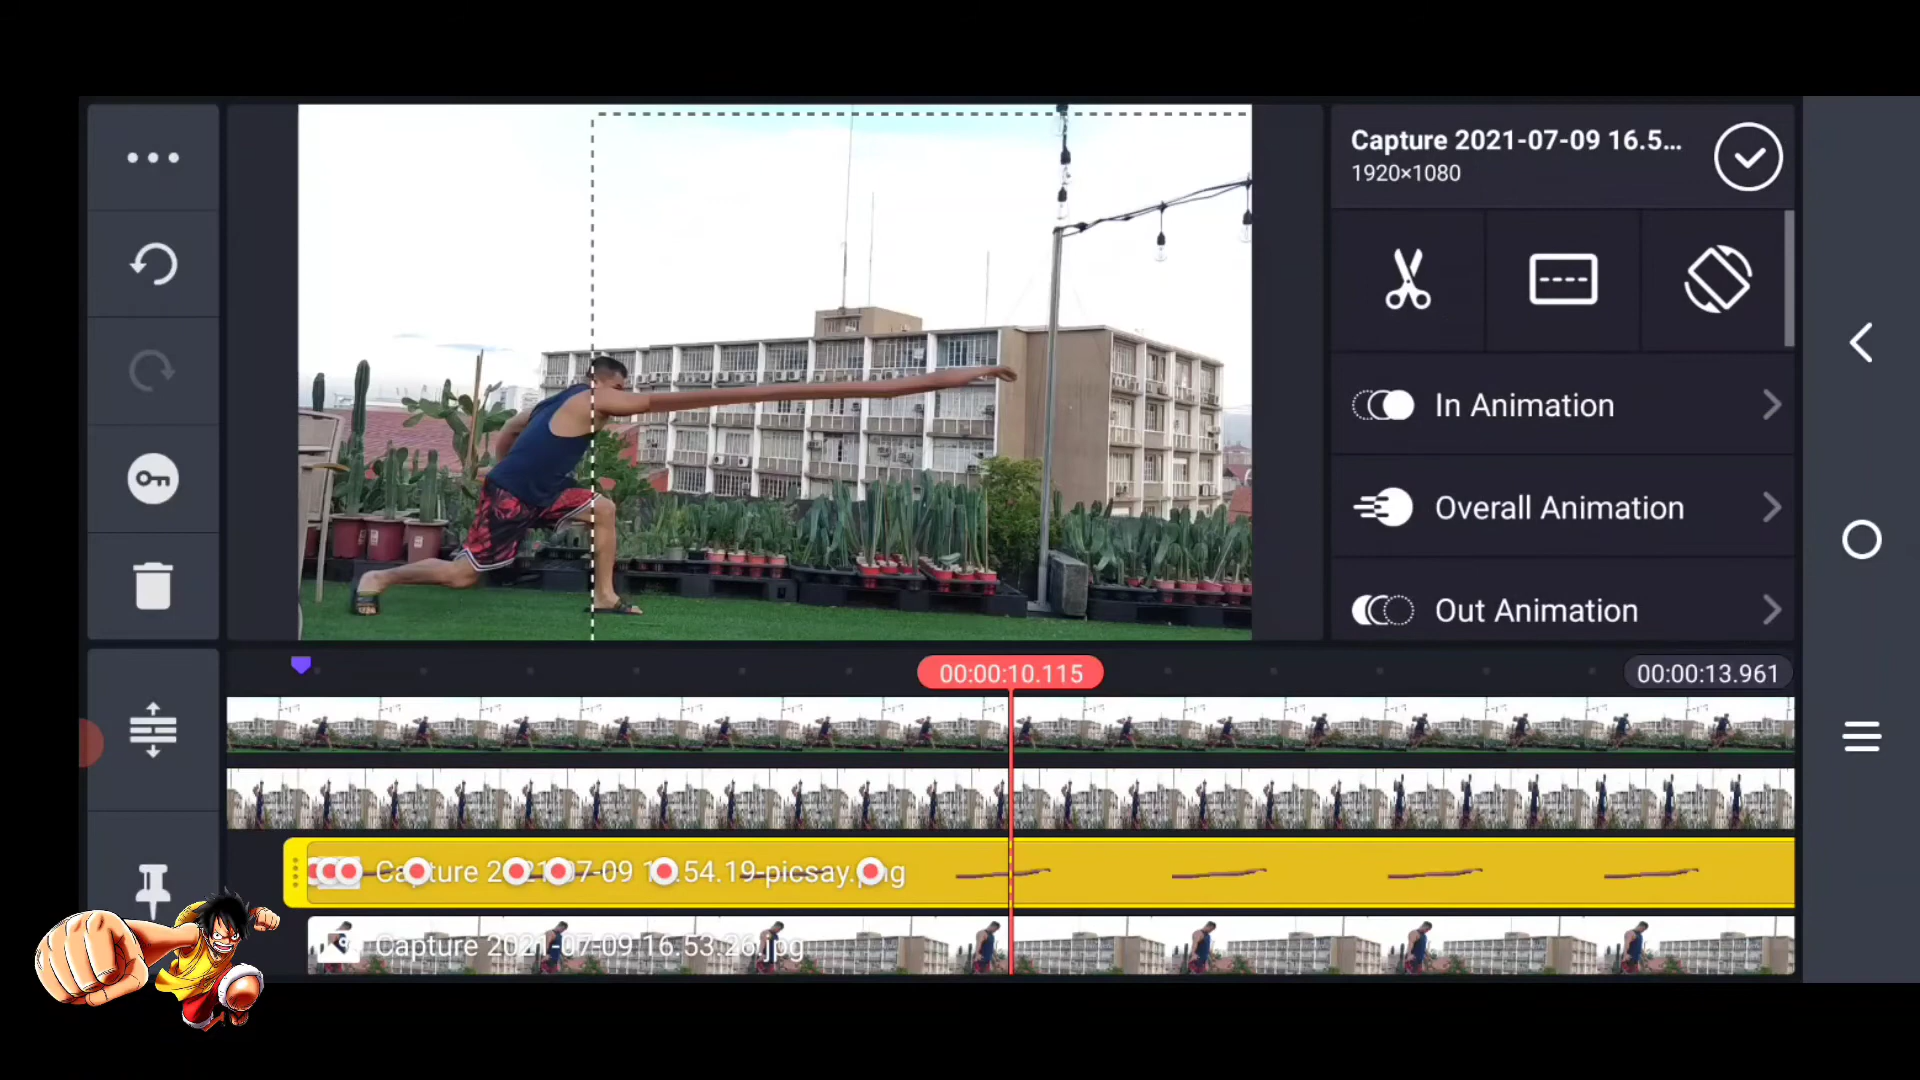 Capture 2021-07-09 16.5...
1920×1080
In Animation
Overall Animation
Out Animation
00:00:10.115
00:00:13.961
Capture 2021-07-09 16.54.19-picsay.png
Capture 2021-07-09 16.53.26.jpg